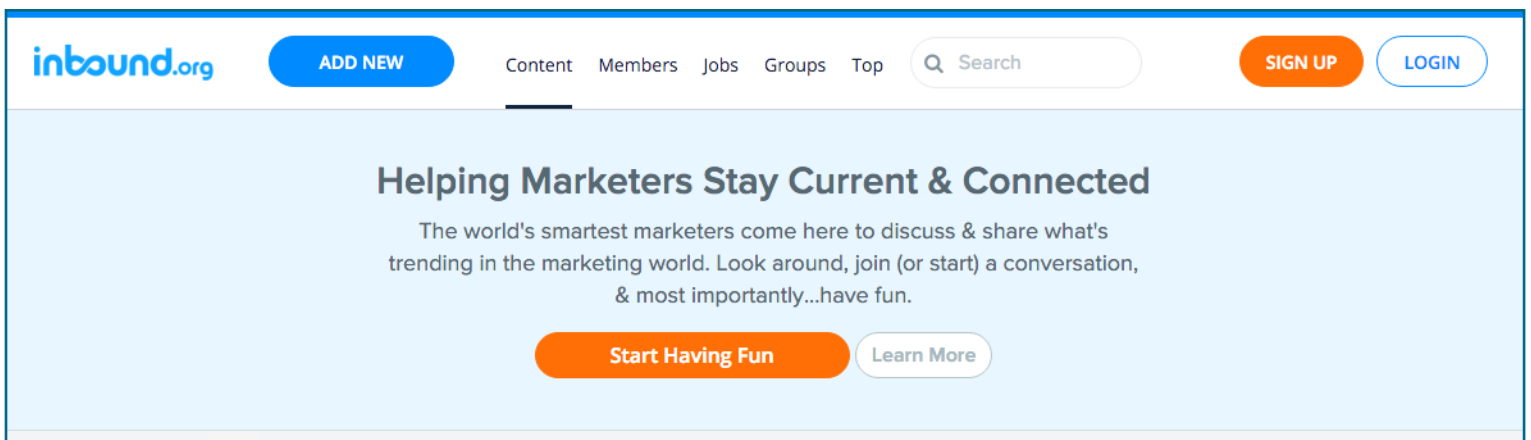 inbound.org
ADD NEW
Content Members Jobs Groups Top
Search
SIGN UP
LOGIN
Helping Marketers Stay Current & Connected
The world's smartest marketers come here to discuss & share what's
trending in the marketing world. Look around, join (or start) a conversation,
& most importantly...have fun.
Start Having Fun
Learn More